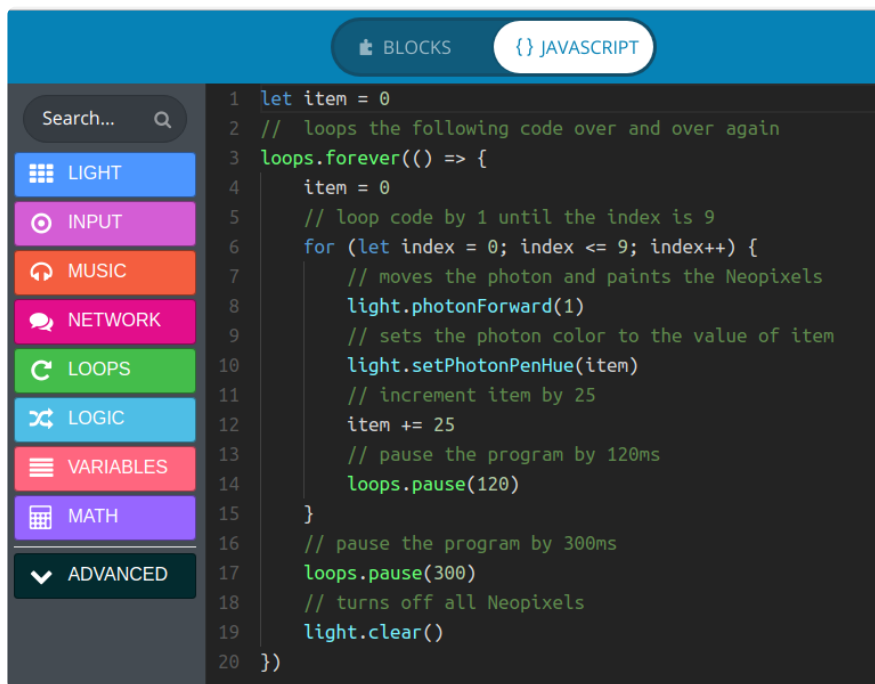 BLOCKS
{} JAVASCRIPT
Search...
LIGHT
INPUT
MUSIC
NETWORK
LOOPS
LOGIC
VARIABLES
MATH
ADVANCED
1 let item = 0
2 //  loops the following code over and over again
3 loops.forever(() => {
4     item = 0
5     // loop code by 1 until the index is 9
6     for (let index = 0; index <= 9; index++) {
7         // moves the photon and paints the Neopixels
8         light.photonForward(1)
9         // sets the photon color to the value of item
10         light.setPhotonPenHue(item)
11         // increment item by 25
12         item += 25
13         // pause the program by 120ms
14         loops.pause(120)
15     }
16     // pause the program by 300ms
17     loops.pause(300)
18     // turns off all Neopixels
19     light.clear()
20 })